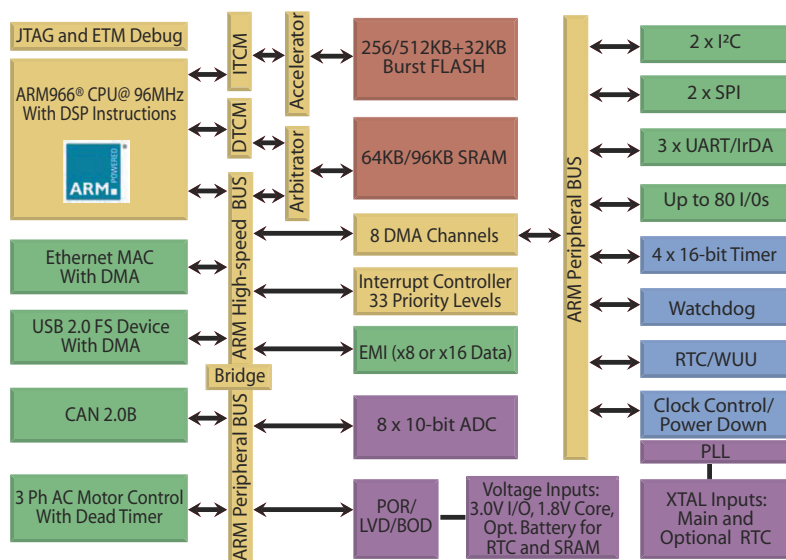 JTAG and ETM Debug
ARM966® CPU@ 96MHz
With DSP Instructions
ARM
POWERED
ITCM
DTCM
Accelerator
Arbitrator
256/512KB+32KB
Burst FLASH
64KB/96KB SRAM
ARM High-speed BUS
8 DMA Channels
Interrupt Controller
33 Priority Levels
EMI (x8 or x16 Data)
Ethernet MAC
With DMA
USB 2.0 FS Device
With DMA
Bridge
CAN 2.0B
3 Ph AC Motor Control
With Dead Timer
ARM Peripheral BUS
8 x 10-bit ADC
POR/
LVD/BOD
Voltage Inputs:
3.0V I/O, 1.8V Core,
Opt. Battery for
RTC and SRAM
ARM Peripheral BUS
2 x I²C
2 x SPI
3 x UART/IrDA
Up to 80 I/0s
4 x 16-bit Timer
Watchdog
RTC/WUU
Clock Control/
Power Down
PLL
XTAL Inputs:
Main and
Optional RTC